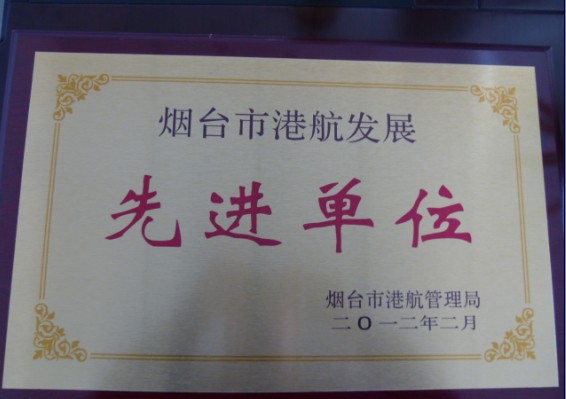 烟台市港航发展
先进单位
烟台市港航管理局
二〇一二年二月